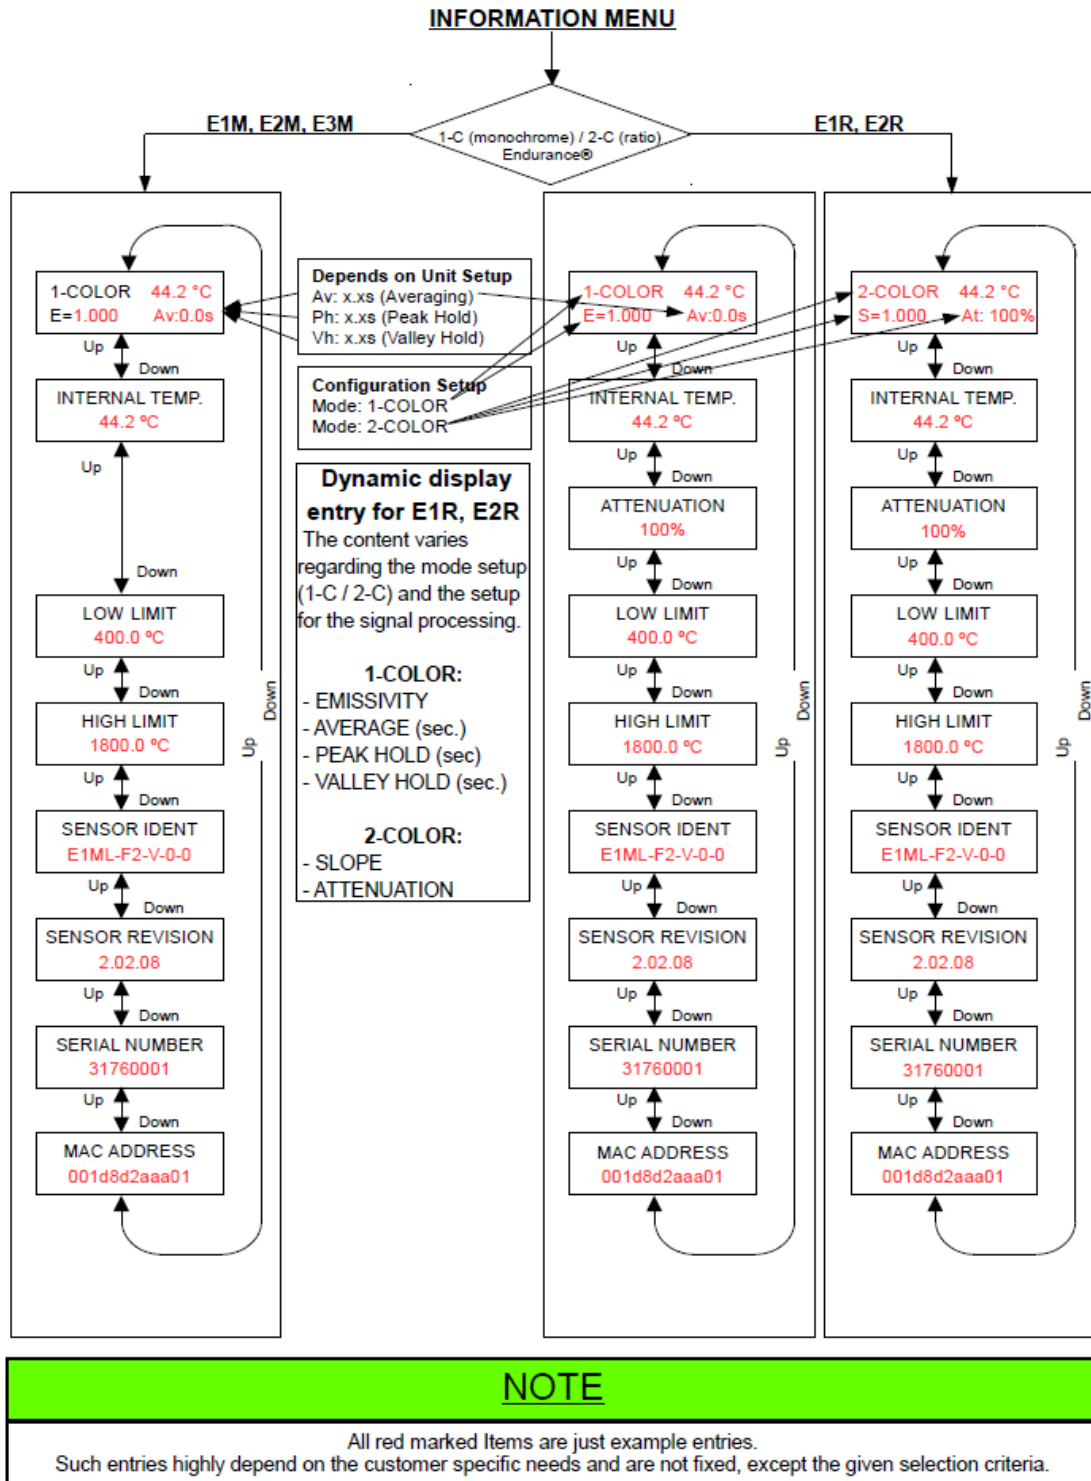 INFORMATION MENU
E1M, E2M, E3M
1-C (monochrome) / 2-C (ratio)
Endurance®
E1R, E2R
1-COLOR 44.2 °C
E=1.000 Av:0.0s
Up
Down
INTERNAL TEMP.
44.2 ºC
Up
Down
LOW LIMIT
400.0 ºC
Up
Down
HIGH LIMIT
1800.0 ºC
Up
Down
SENSOR IDENT
E1ML-F2-V-0-0
Up
Down
SENSOR REVISION
2.02.08
Up
Down
SERIAL NUMBER
31760001
Up
Down
MAC ADDRESS
001d8d2aaa01
Down
Up
Depends on Unit Setup
Av: x.xs (Averaging)
Ph: x.xs (Peak Hold)
Vh: x.xs (Valley Hold)
Configuration Setup
Mode: 1-COLOR
Mode: 2-COLOR
Dynamic display
entry for E1R, E2R
The content varies
regarding the mode setup
(1-C / 2-C) and the setup
for the signal processing.
1-COLOR:
- EMISSIVITY
- AVERAGE (sec.)
- PEAK HOLD (sec)
- VALLEY HOLD (sec.)
2-COLOR:
- SLOPE
- ATTENUATION
1-COLOR 44.2 °C
E=1.000 Av:0.0s
Up
Down
INTERNAL TEMP.
44.2 ºC
Up
Down
ATTENUATION
100%
Up
Down
LOW LIMIT
400.0 ºC
Up
Down
HIGH LIMIT
1800.0 ºC
Up
Down
SENSOR IDENT
E1ML-F2-V-0-0
Up
Down
SENSOR REVISION
2.02.08
Up
Down
SERIAL NUMBER
31760001
Up
Down
MAC ADDRESS
001d8d2aaa01
Down
Up
2-COLOR 44.2 °C
S=1.000 At: 100%
Up
Down
INTERNAL TEMP.
44.2 ºC
Up
Down
ATTENUATION
100%
Up
Down
LOW LIMIT
400.0 ºC
Up
Down
HIGH LIMIT
1800.0 ºC
Up
Down
SENSOR IDENT
E1ML-F2-V-0-0
Up
Down
SENSOR REVISION
2.02.08
Up
Down
SERIAL NUMBER
31760001
Up
Down
MAC ADDRESS
001d8d2aaa01
NOTE
All red marked Items are just example entries.
Such entries highly depend on the customer specific needs and are not fixed, except the given selection criteria.